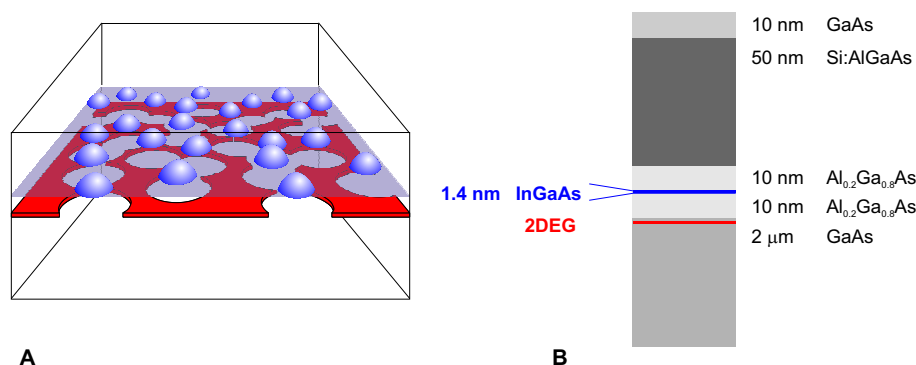 10 nm GaAs
50 nm Si:AlGaAs
10 nm Al0.2Ga0.8As
1.4 nm InGaAs
10 nm Al0.2Ga0.8As
2DEG
2 μm GaAs
A B